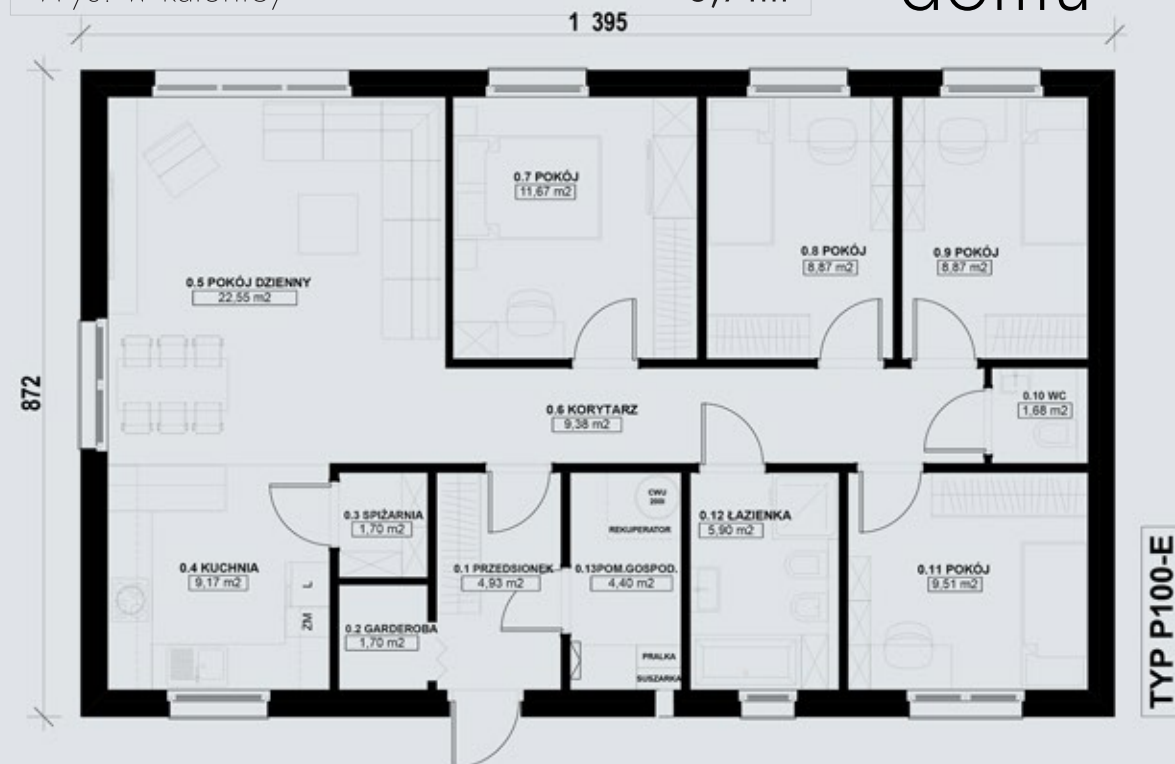 1 395
872
0.7 POKÓJ
11,67 m2
0.8 POKÓJ
8,87 m2
0.9 POKÓJ
8,87 m2
0.5 POKÓJ DZIENNY
22,55 m2
0.6 KORYTARZ
9,38 m2
0.10 WC
1,68 m2
0.3 SPIŻARNIA
1,70 m2
CWU
200l
REKUPERATOR
0.12 ŁAZIENKA
5,90 m2
0.4 KUCHNIA
9,17 m2
L
ZM
0.1 PRZEDSIONEK
4,93 m2
0.13POM.GOSPOD.
4,40 m2
0.11 POKÓJ
9,51 m2
0.2 GARDEROBA
1,70 m2
PRALKA
SUSZARKA
TYP P100-E